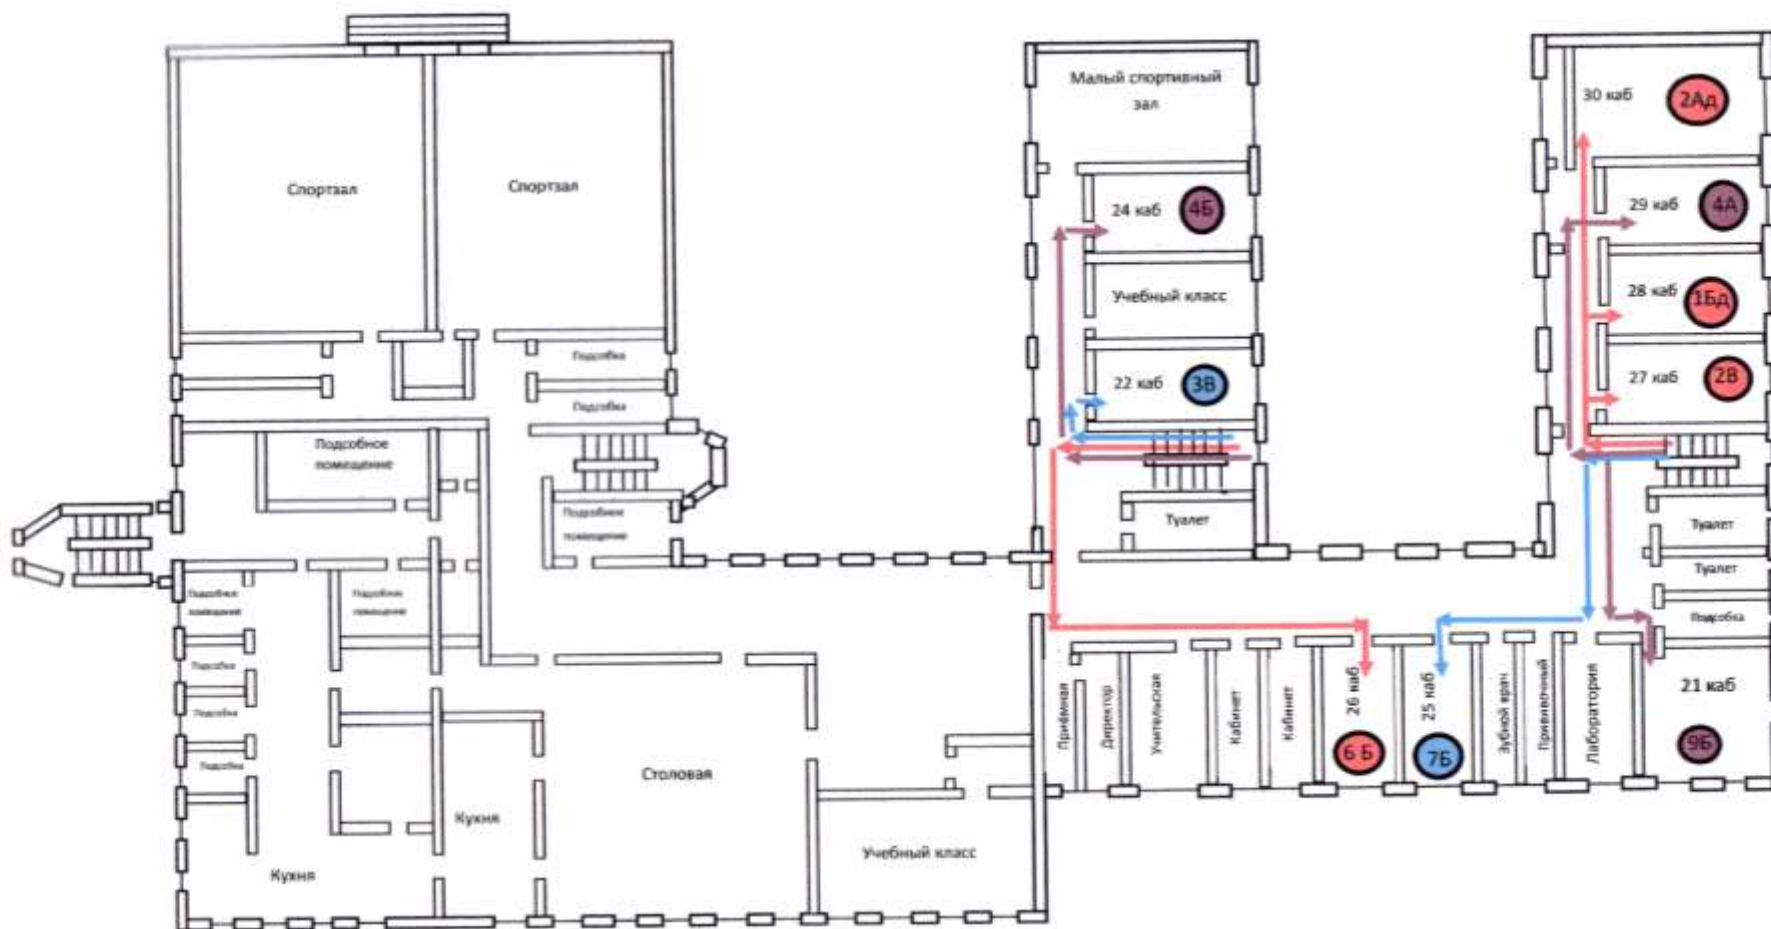 Спортзал
Спортзал
Подсобка
Подсобка
Подсобное
помещение
Подсобное
помещение
Подсобное
помещение
Подсобное
помещение
Подсобка
Подсобка
Подсобка
Кухня
Кухня
Столовая
Учебный класс
Малый спортивный
зал
24 каб
4Б
Учебный класс
22 каб
3В
Туалет
30 каб
2Ад
29 каб
4А
28 каб
1Бд
27 каб
2В
Туалет
Туалет
Подсобка
21 каб
9Б
Приёмная
Директор
Учительская
Кабинет
Кабинет
26 каб
6 Б
25 каб
7Б
Зубной врач
Прививочный
Лаборатория